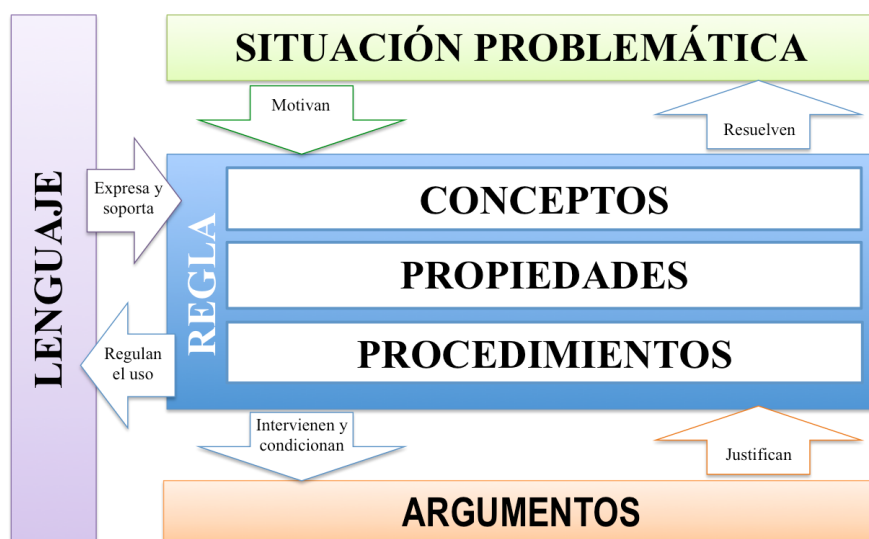 SITUACIÓN PROBLEMÁTICA
Motivan
Resuelven
LENGUAJE
Expresa y
soporta
REGLA
CONCEPTOS
PROPIEDADES
PROCEDIMIENTOS
Regulan
el uso
Intervienen y
condicionan
Justifican
ARGUMENTOS